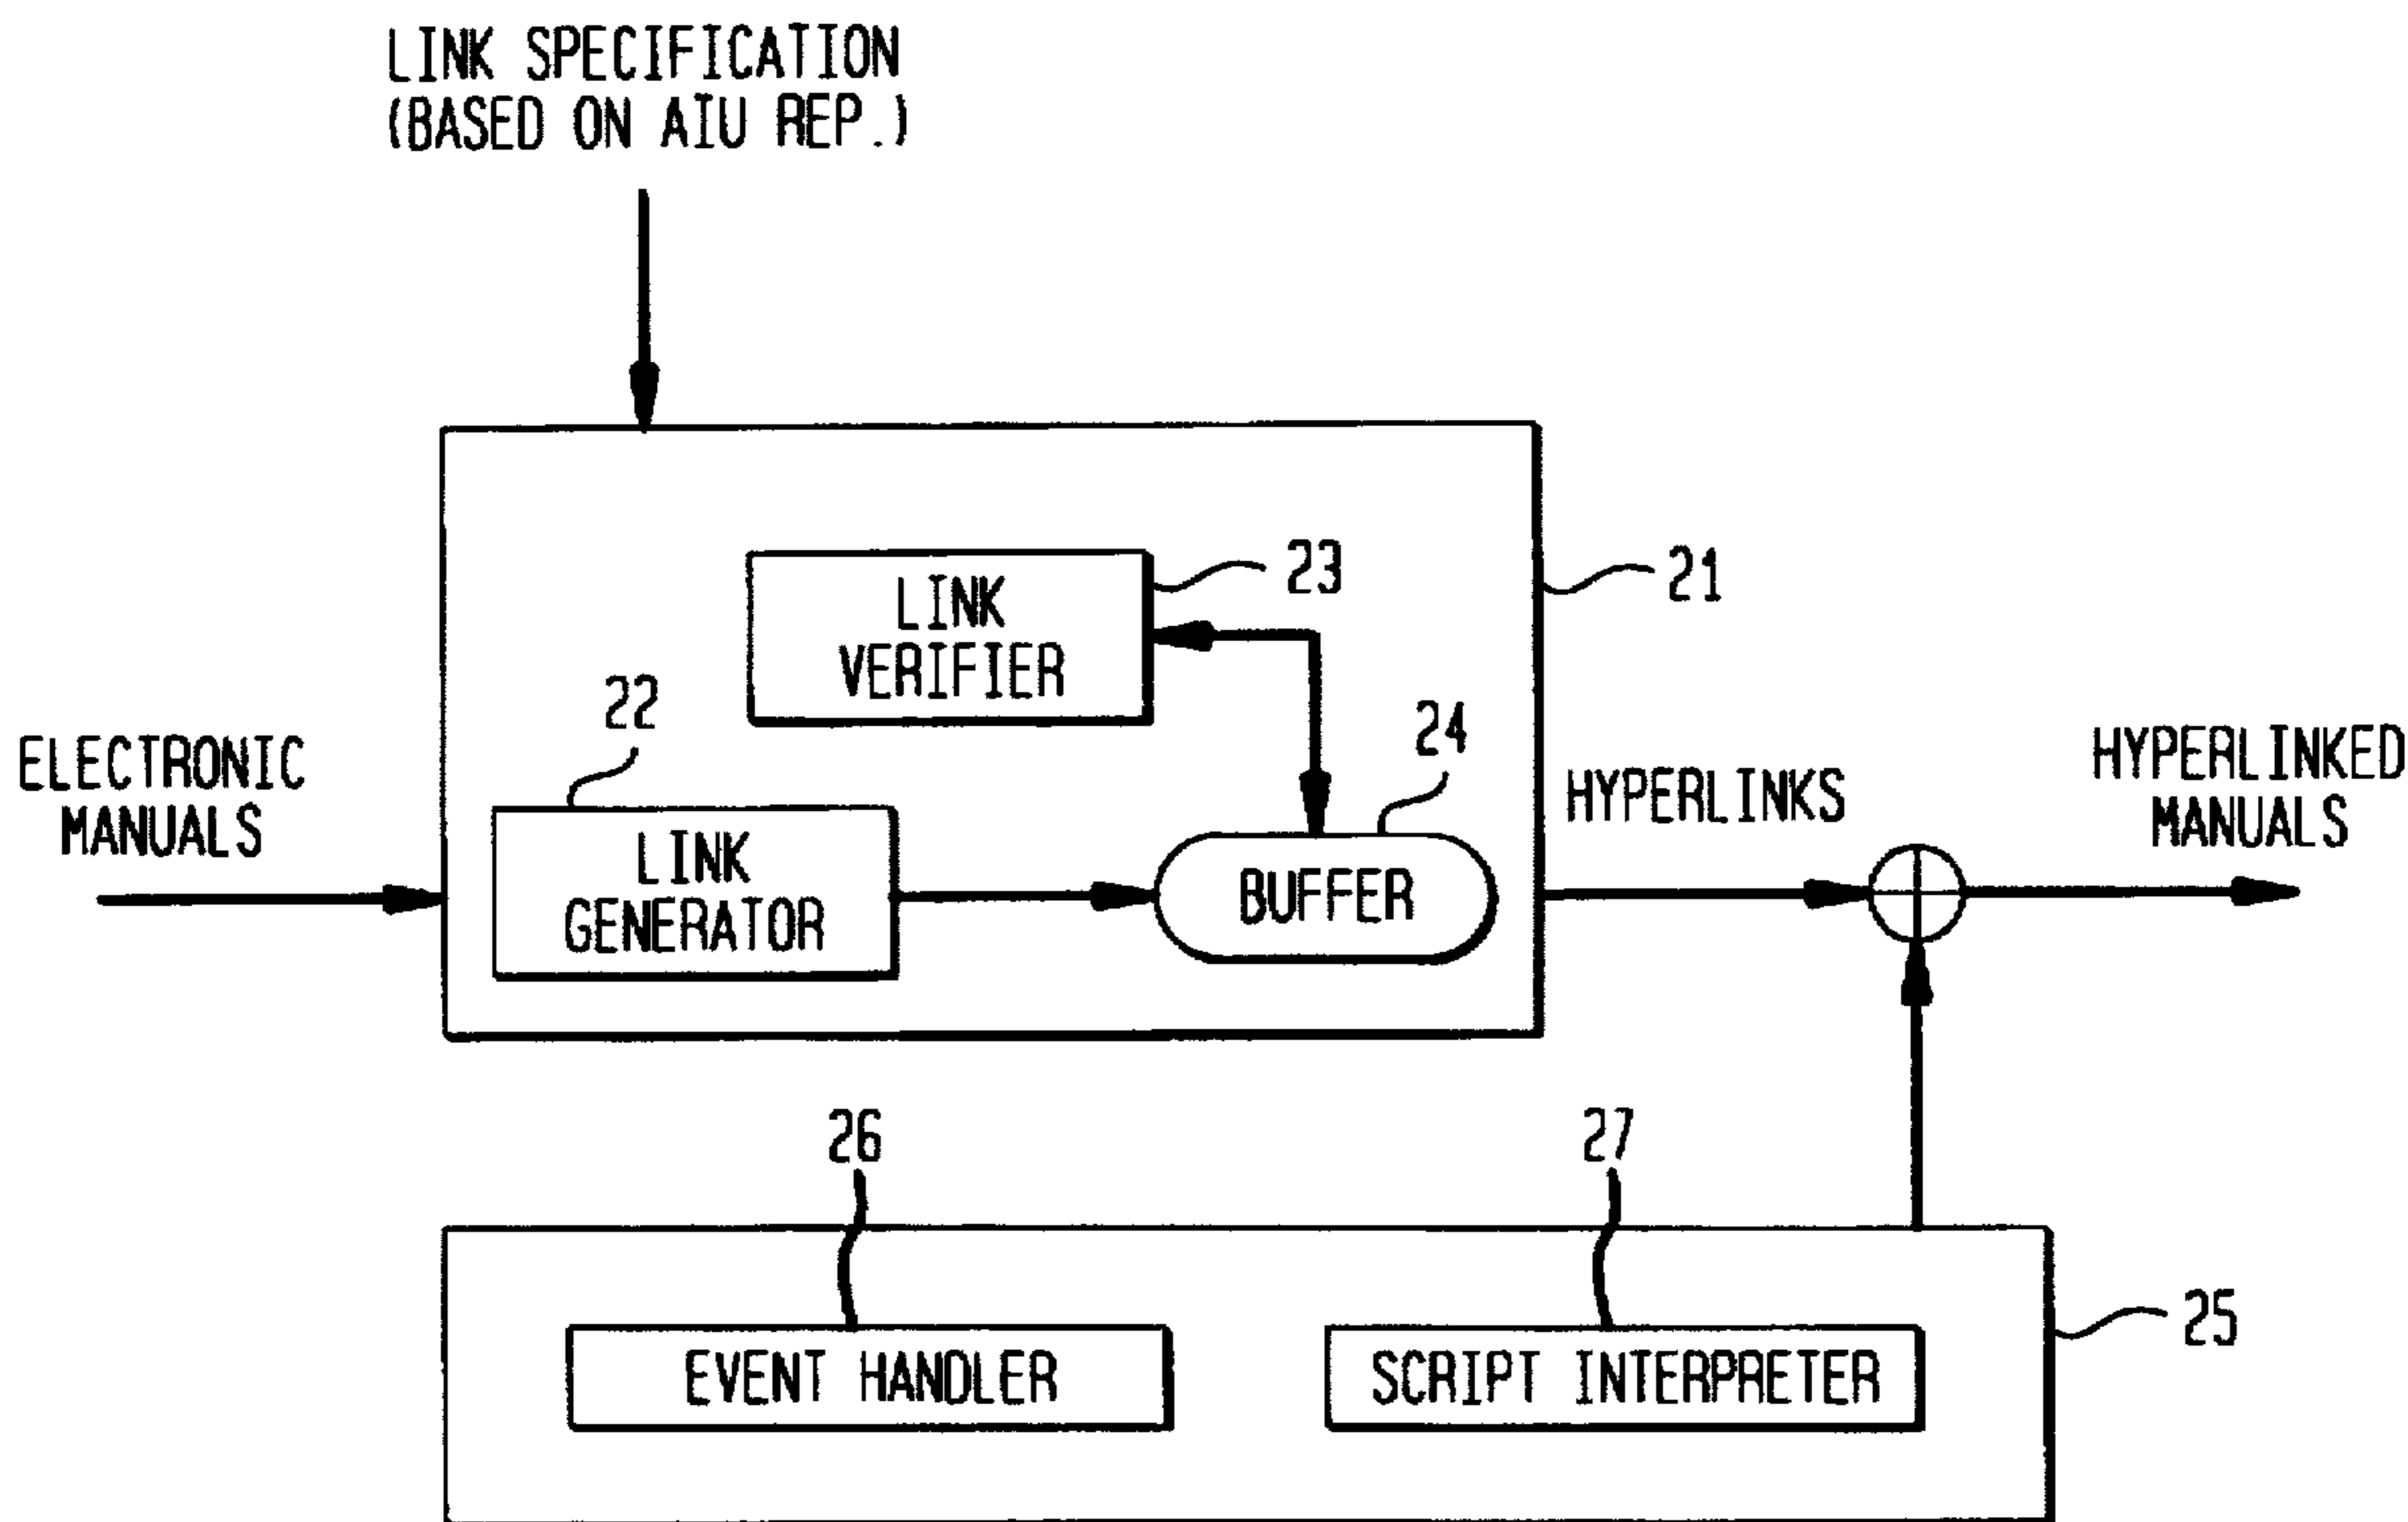 LINK SPECIFICATION
(BASED ON AIU REP.)
23
21
LINK
VERIFIER
22
24
ELECTRONIC
MANUALS
HYPERLINKS
HYPERLINKED
MANUALS
LINK
GENERATOR
BUFFER
26
27
25
EVENT HANDLER
SCRIPT INTERPRETER